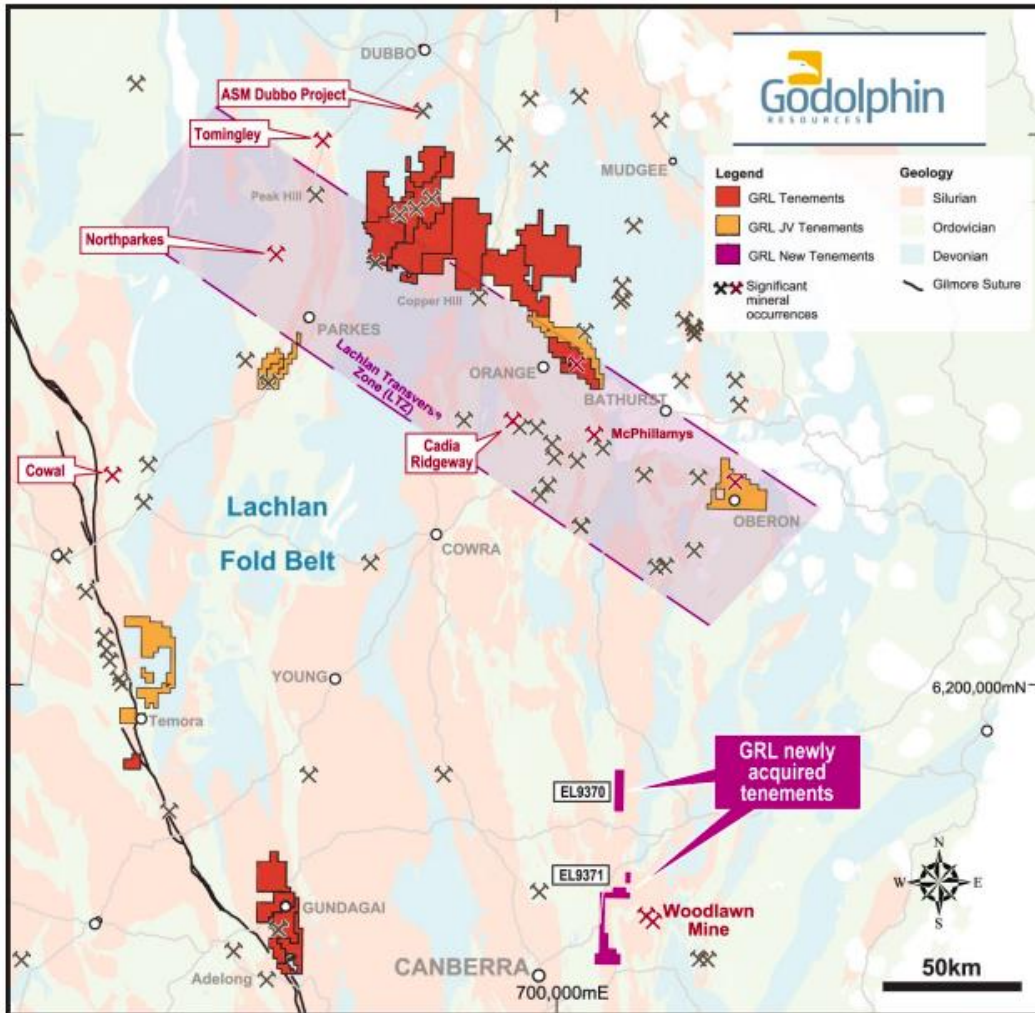 DUBBO
Godolphin
RESOURCES
ASM Dubbo Project
Tomingley
MUDGEE
Peak Hill
Legend
GRL Tenements
GRL JV Tenements
GRL New Tenements
Significant
mineral
occurrences
Geology
Silurian
Ordovician
Devonian
Gilmore Suture
Northparkes
Copper Hill
PARKES
Lachlan Transverse
Zone (LTZ)
ORANGE
BATHURST
McPhillamys
Cadia
Ridgeway
Cowal
OBERON
Lachlan
Fold Belt
COWRA
YOUNG
6,200,000mN
Temora
GRL newly
acquired
tenements
EL9370
EL9371
N
W
E
S
GUNDAGAI
Woodlawn
Mine
Adelong
CANBERRA
700,000mE
50km